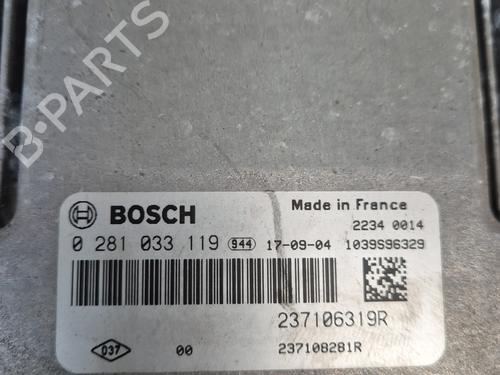 B-PARTS
BOSCH
Made in France
2234 0014
0 281 033 119 944 17-09-04 1039S96329
237106319R
037 00 237108281R